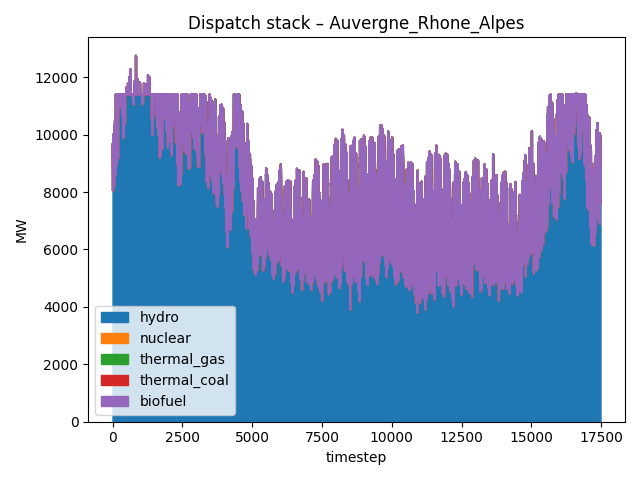 Dispatch stack – Auvergne_Rhone_Alpes
MW
12000
10000
8000
6000
4000
2000
0
hydro
nuclear
thermal_gas
thermal_coal
biofuel
0 2500 5000 7500 10000 12500 15000 17500
timestep